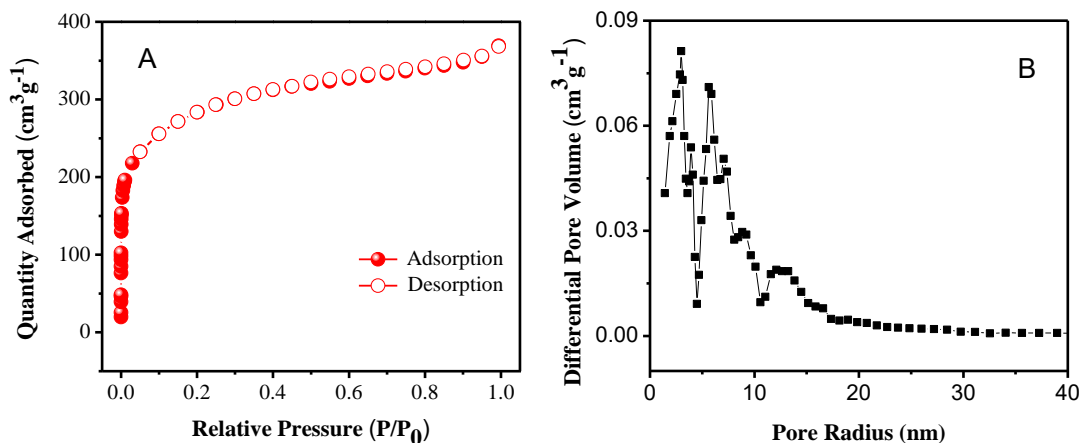 A
Quantity Adsorbed (cm³g⁻¹)
400
300
200
100
0
Adsorption
Desorption
0.0 0.2 0.4 0.6 0.8 1.0
Relative Pressure (P/P₀)
B
Differential Pore Volume (cm³g⁻¹)
0.09
0.06
0.03
0.00
0 10 20 30 40
Pore Radius (nm)